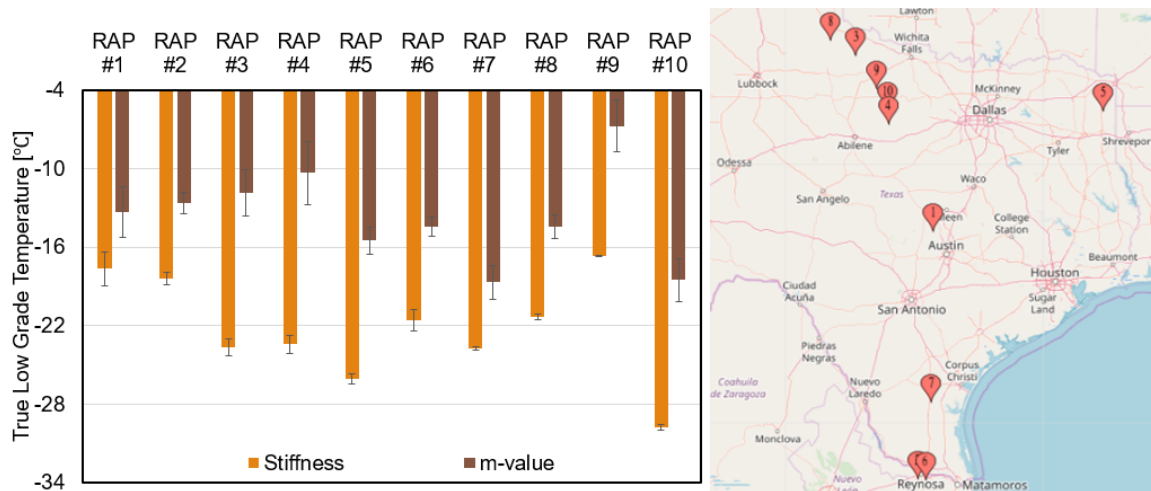 RAP #1
RAP #2
RAP #3
RAP #4
RAP #5
RAP #6
RAP #7
RAP #8
RAP #9
RAP #10
True Low Grade Temperature [°C]
-4
-10
-16
-22
-28
-34
Stiffness
m-value
8
Lawton
3
Wichita
Falls
9
Lubbock
10
McKinney
5
4
Dallas
Abilene
Tyler
Shreveport
Odessa
Waco
San Angelo
Texas
1
leen
College
Station
Austin
Beaumont
Houston
Ciudad
Acuña
Sugar
Land
San Antonio
Piedras
Negras
Corpus
Christi
Coahuila
de Zaragoza
Nuevo
Laredo
7
Monclova
6
Nuevo
León
Reynosa
Matamoros